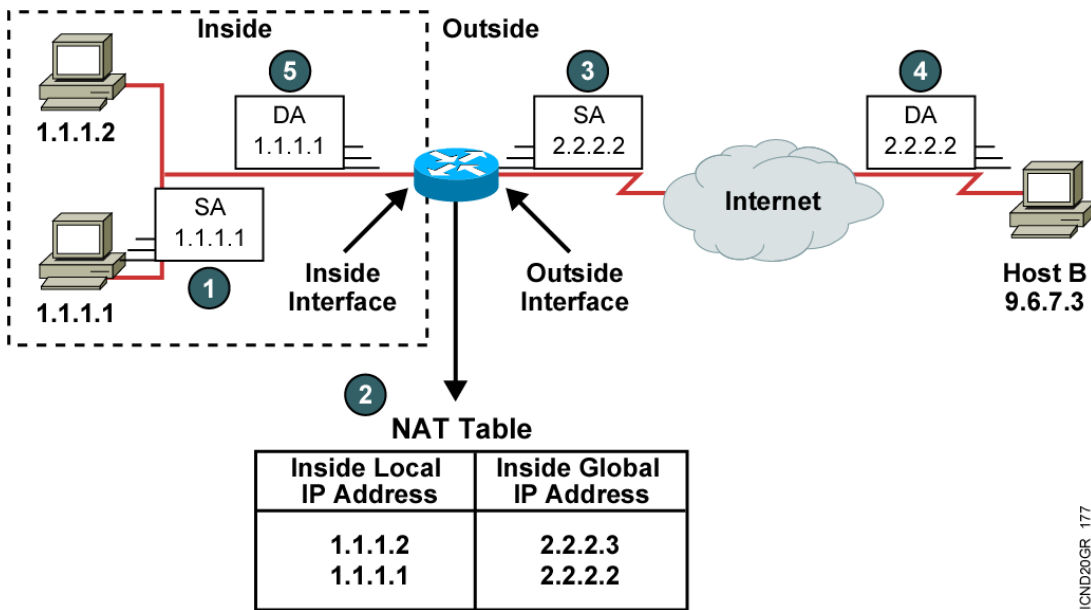 Inside
Outside
5
3
4
DA
1.1.1.1
SA
2.2.2.2
DA
2.2.2.2
1.1.1.2
SA
1.1.1.1
Internet
1
1.1.1.1
Inside
Interface
Outside
Interface
Host B
9.6.7.3
2
NAT Table
Inside Local
IP Address
Inside Global
IP Address
1.1.1.2
2.2.2.3
1.1.1.1
2.2.2.2
ICND20GR_177